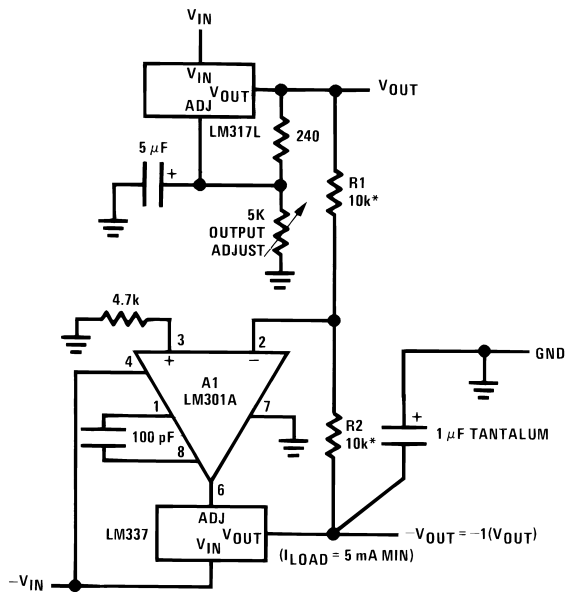 VIN
VIN
VOUT
ADJ
VOUT
LM317L
240
5 µF
+
R1
10k*
5K
OUTPUT
ADJUST
4.7k
3
2
+
−
4
A1
LM301A
GND
1
7
+
100 pF
8
R2
10k*
1 µF TANTALUM
6
LM337
ADJ
VOUT
VIN
−VOUT = −1(VOUT)
(ILOAD = 5 mA MIN)
−VIN